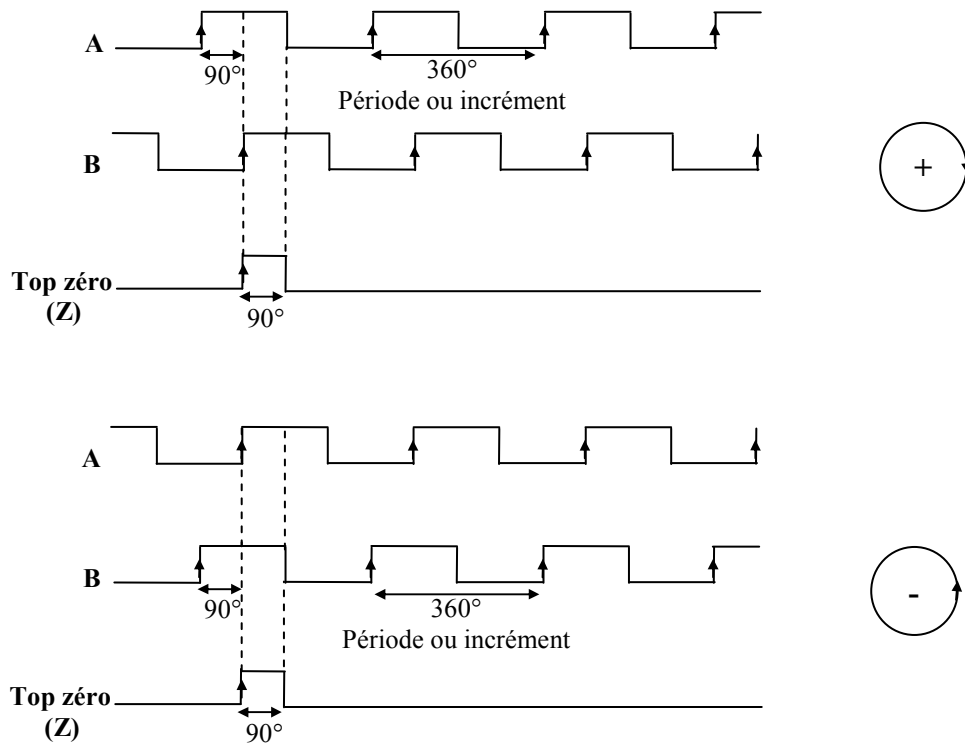 A
90°
360°
Période ou incrément
B
+
Top zéro
(Z)
90°
A
B
90°
360°
Période ou incrément
-
Top zéro
(Z)
90°